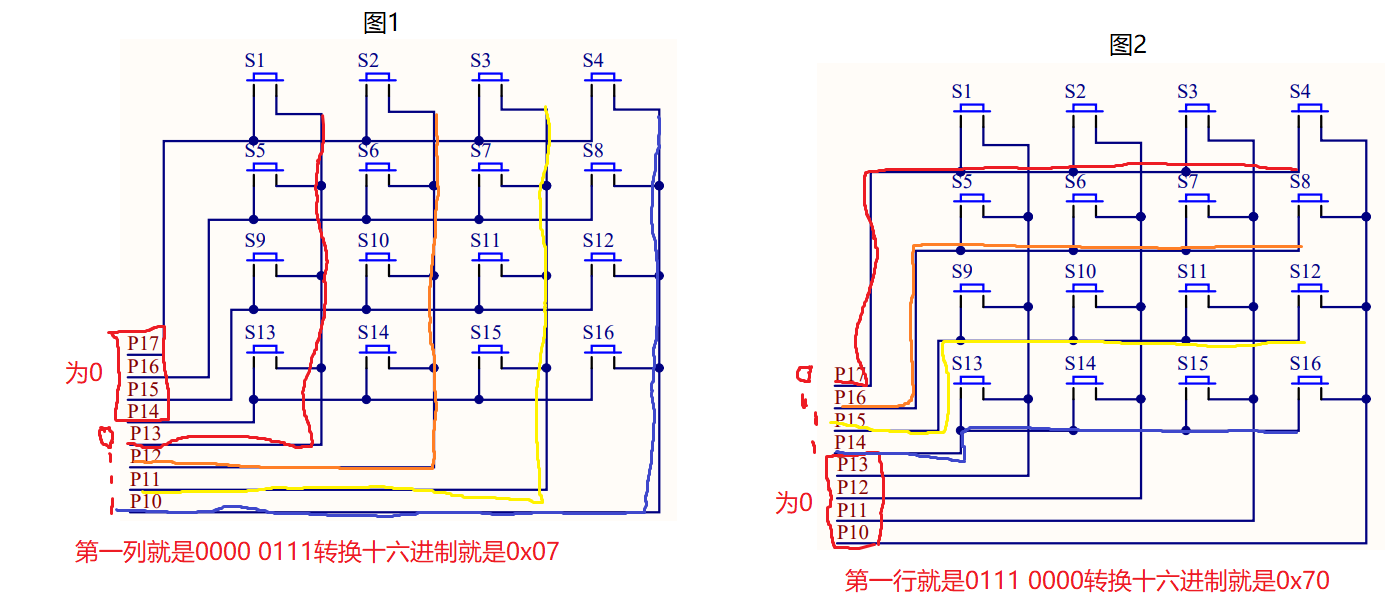 图1
S1 S2 S3 S4
S5 S6 S7 S8
S9 S10 S11 S12
S13 S14 S15 S16
P17
P16
P15
P14
P13
P12
P11
P10
为0
第一列就是0000 0111转换十六进制就是0x07
图2
S1 S2 S3 S4
S5 S6 S7 S8
S9 S10 S11 S12
S13 S14 S15 S16
P17
P16
P15
P14
P13
P12
P11
P10
为0
第一行就是0111 0000转换十六进制就是0x70